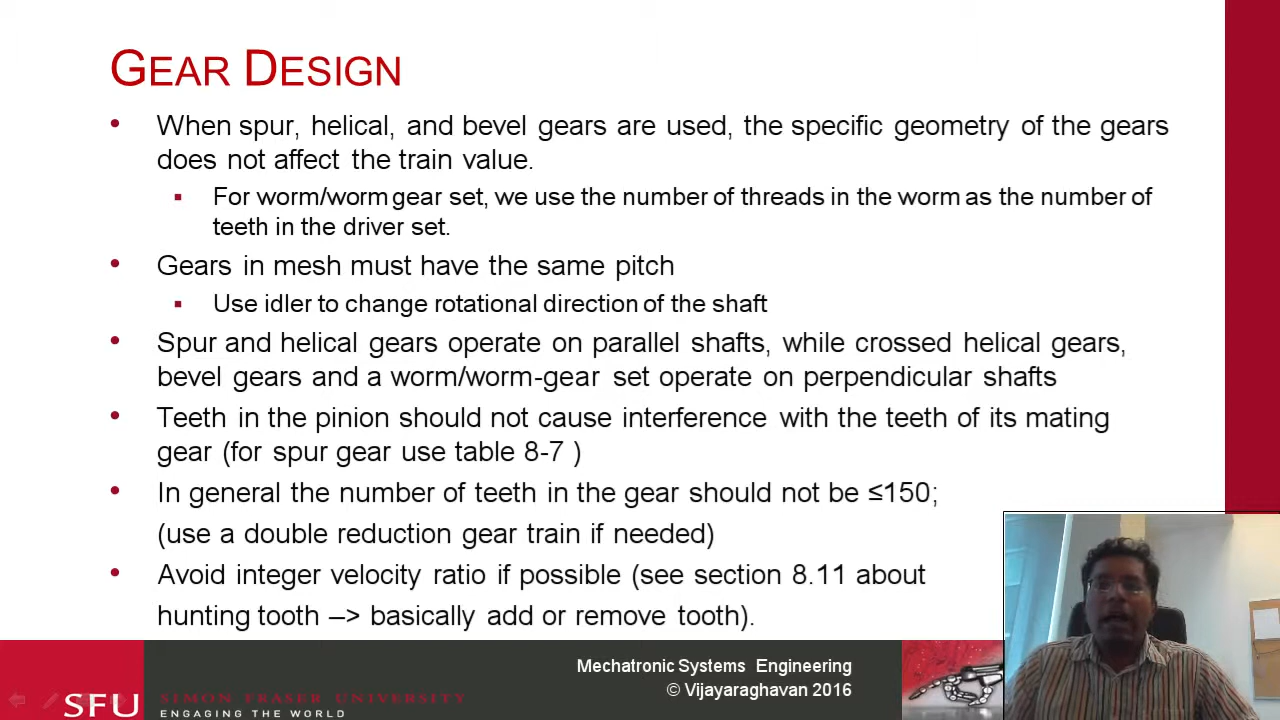 GEAR DESIGN
• When spur, helical, and bevel gears are used, the specific geometry of the gears
does not affect the train value.
▪ For worm/worm gear set, we use the number of threads in the worm as the number of
teeth in the driver set.
• Gears in mesh must have the same pitch
▪ Use idler to change rotational direction of the shaft
• Spur and helical gears operate on parallel shafts, while crossed helical gears,
bevel gears and a worm/worm-gear set operate on perpendicular shafts
• Teeth in the pinion should not cause interference with the teeth of its mating
gear (for spur gear use table 8-7 )
• In general the number of teeth in the gear should not be ≤150;
(use a double reduction gear train if needed)
• Avoid integer velocity ratio if possible (see section 8.11 about
hunting tooth –> basically add or remove tooth).
Mechatronic Systems Engineering
© Vijayaraghavan 2016
SFU
SIMON FRASER UNIVERSITY
ENGAGING THE WORLD